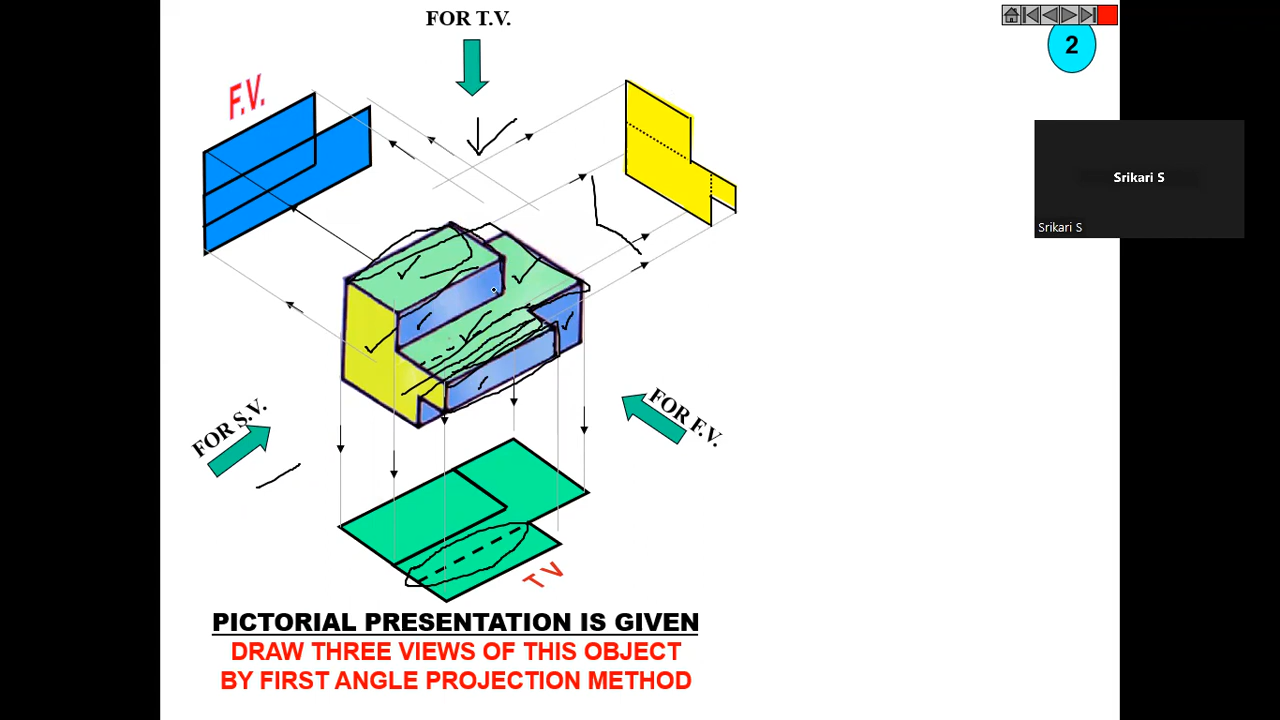 FOR T.V.
2
F.V.
Srikari S
Srikari S
FOR S.V.
FOR F.V.
T V
PICTORIAL PRESENTATION IS GIVEN
DRAW THREE VIEWS OF THIS OBJECT
BY FIRST ANGLE PROJECTION METHOD